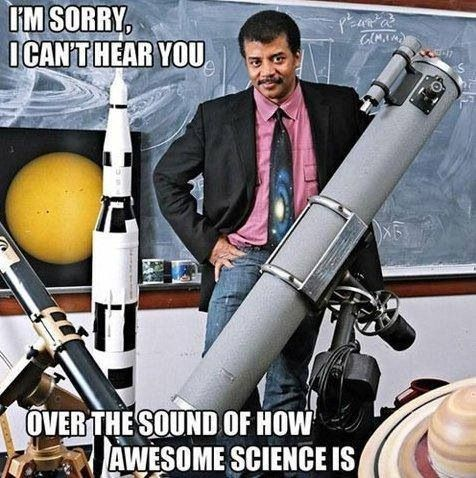 I'M SORRY,
I CAN'T HEAR YOU
OVER THE SOUND OF HOW
AWESOME SCIENCE IS